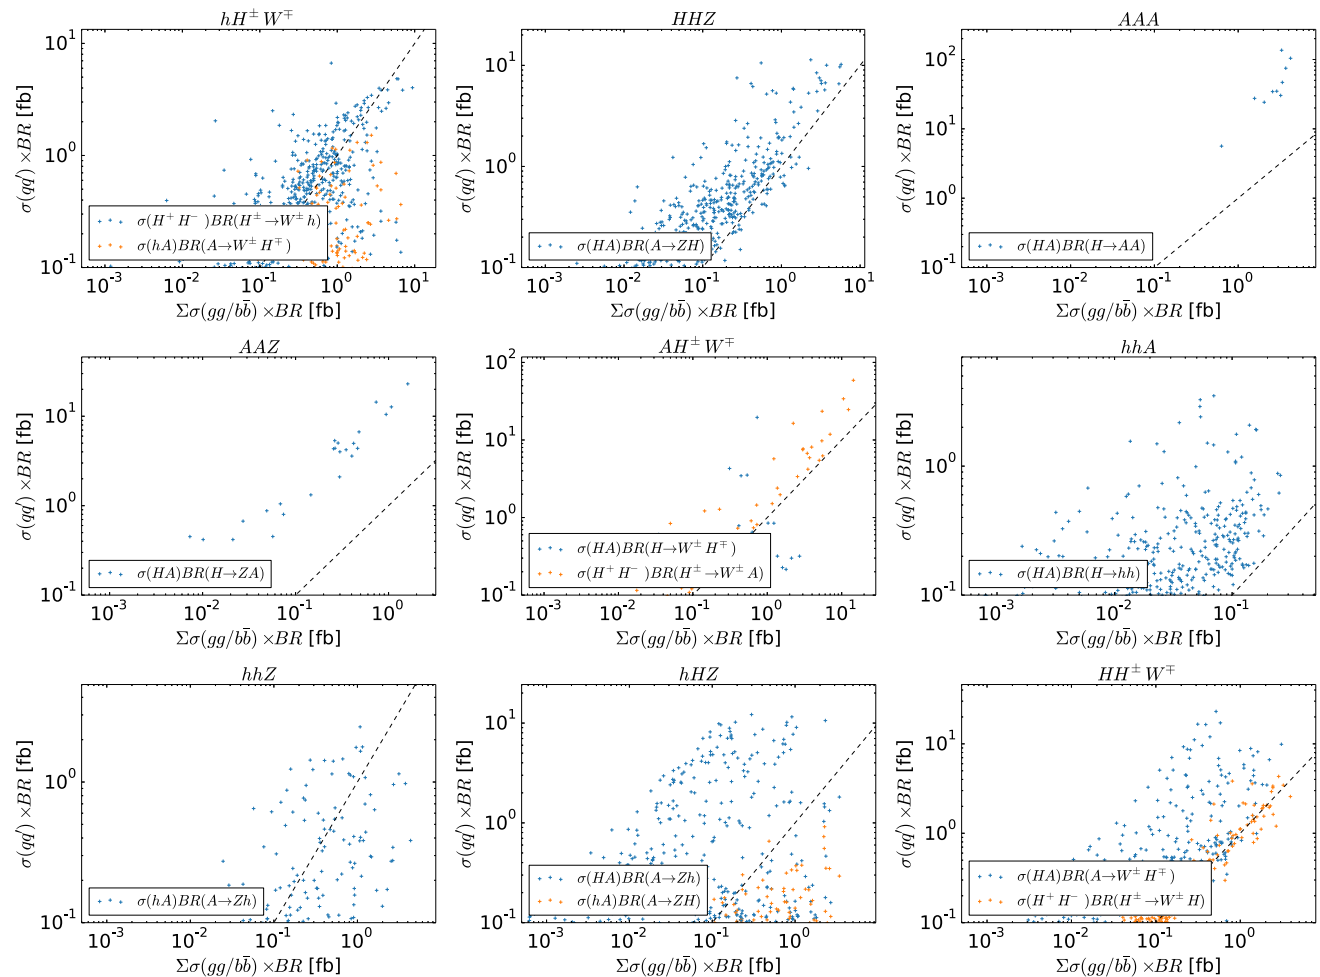 hH± W∓
σ(qq′) ×BR [fb]
10¹
10⁰
10⁻¹
σ(H⁺ H⁻ )BR(H±→W± h)
σ(hA)BR(A→W± H∓)
10⁻³ 10⁻² 10⁻¹ 10⁰ 10¹
Σσ(gg/bb̄) ×BR [fb]
HHZ
σ(qq′) ×BR [fb]
10¹
10⁰
10⁻¹
σ(HA)BR(A→ZH)
10⁻³ 10⁻² 10⁻¹ 10⁰ 10¹
Σσ(gg/bb̄) ×BR [fb]
AAA
σ(qq′) ×BR [fb]
10²
10¹
10⁰
10⁻¹
σ(HA)BR(H→AA)
10⁻³ 10⁻² 10⁻¹ 10⁰
Σσ(gg/bb̄) ×BR [fb]
AAZ
σ(qq′) ×BR [fb]
10¹
10⁰
10⁻¹
σ(HA)BR(H→ZA)
10⁻³ 10⁻² 10⁻¹ 10⁰
Σσ(gg/bb̄) ×BR [fb]
AH± W∓
σ(qq′) ×BR [fb]
10²
10¹
10⁰
10⁻¹
σ(HA)BR(H→W± H∓)
σ(H⁺ H⁻ )BR(H±→W± A)
10⁻³ 10⁻² 10⁻¹ 10⁰ 10¹
Σσ(gg/bb̄) ×BR [fb]
hhA
σ(qq′) ×BR [fb]
10⁰
10⁻¹
σ(HA)BR(H→hh)
10⁻³ 10⁻² 10⁻¹
Σσ(gg/bb̄) ×BR [fb]
hhZ
σ(qq′) ×BR [fb]
10⁰
10⁻¹
σ(hA)BR(A→Zh)
10⁻³ 10⁻² 10⁻¹ 10⁰
Σσ(gg/bb̄) ×BR [fb]
hHZ
σ(qq′) ×BR [fb]
10¹
10⁰
10⁻¹
σ(HA)BR(A→Zh)
σ(hA)BR(A→ZH)
10⁻³ 10⁻² 10⁻¹ 10⁰
Σσ(gg/bb̄) ×BR [fb]
HH± W∓
σ(qq′) ×BR [fb]
10¹
10⁰
10⁻¹
σ(HA)BR(A→W± H∓)
σ(H⁺ H⁻ )BR(H±→W± H)
10⁻³ 10⁻² 10⁻¹ 10⁰
Σσ(gg/bb̄) ×BR [fb]